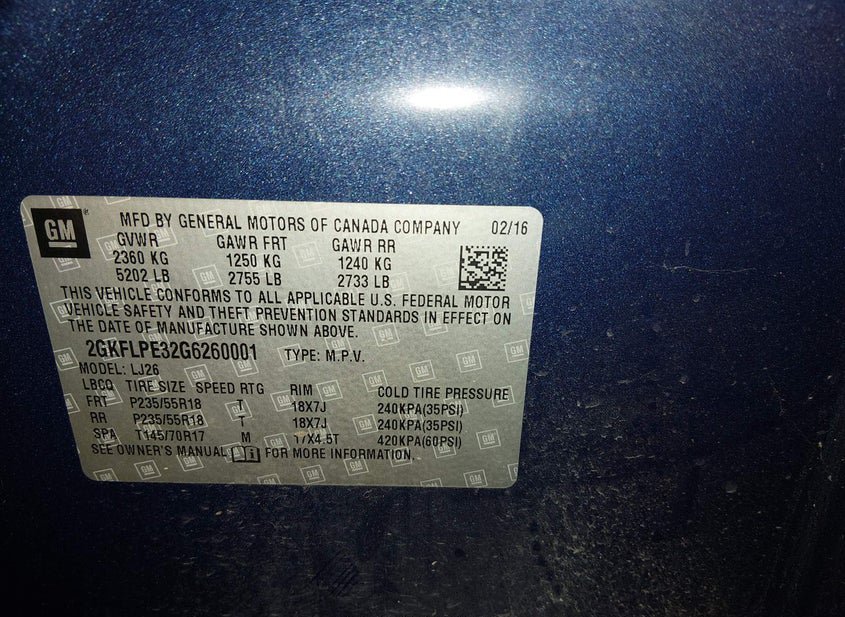 GM
MFD BY GENERAL MOTORS OF CANADA COMPANY 02/16
GVWR GAWR FRT GAWR RR
2360 KG 1250 KG 1240 KG
5202 LB 2755 LB 2733 LB
THIS VEHICLE CONFORMS TO ALL APPLICABLE U.S. FEDERAL MOTOR
VEHICLE SAFETY AND THEFT PREVENTION STANDARDS IN EFFECT ON
THE DATE OF MANUFACTURE SHOWN ABOVE.
2GKFLPE32G6260001 TYPE: M.P.V.
MODEL: LJ26
LBCO TIRE SIZE SPEED RTG RIM COLD TIRE PRESSURE
FRT P235/55R18 T 18X7J 240KPA(35PSI)
RR P235/55R18 T 18X7J 240KPA(35PSI)
SPA T145/70R17 M 17X4.5T 420KPA(60PSI)
SEE OWNER'S MANUAL FOR MORE INFORMATION.